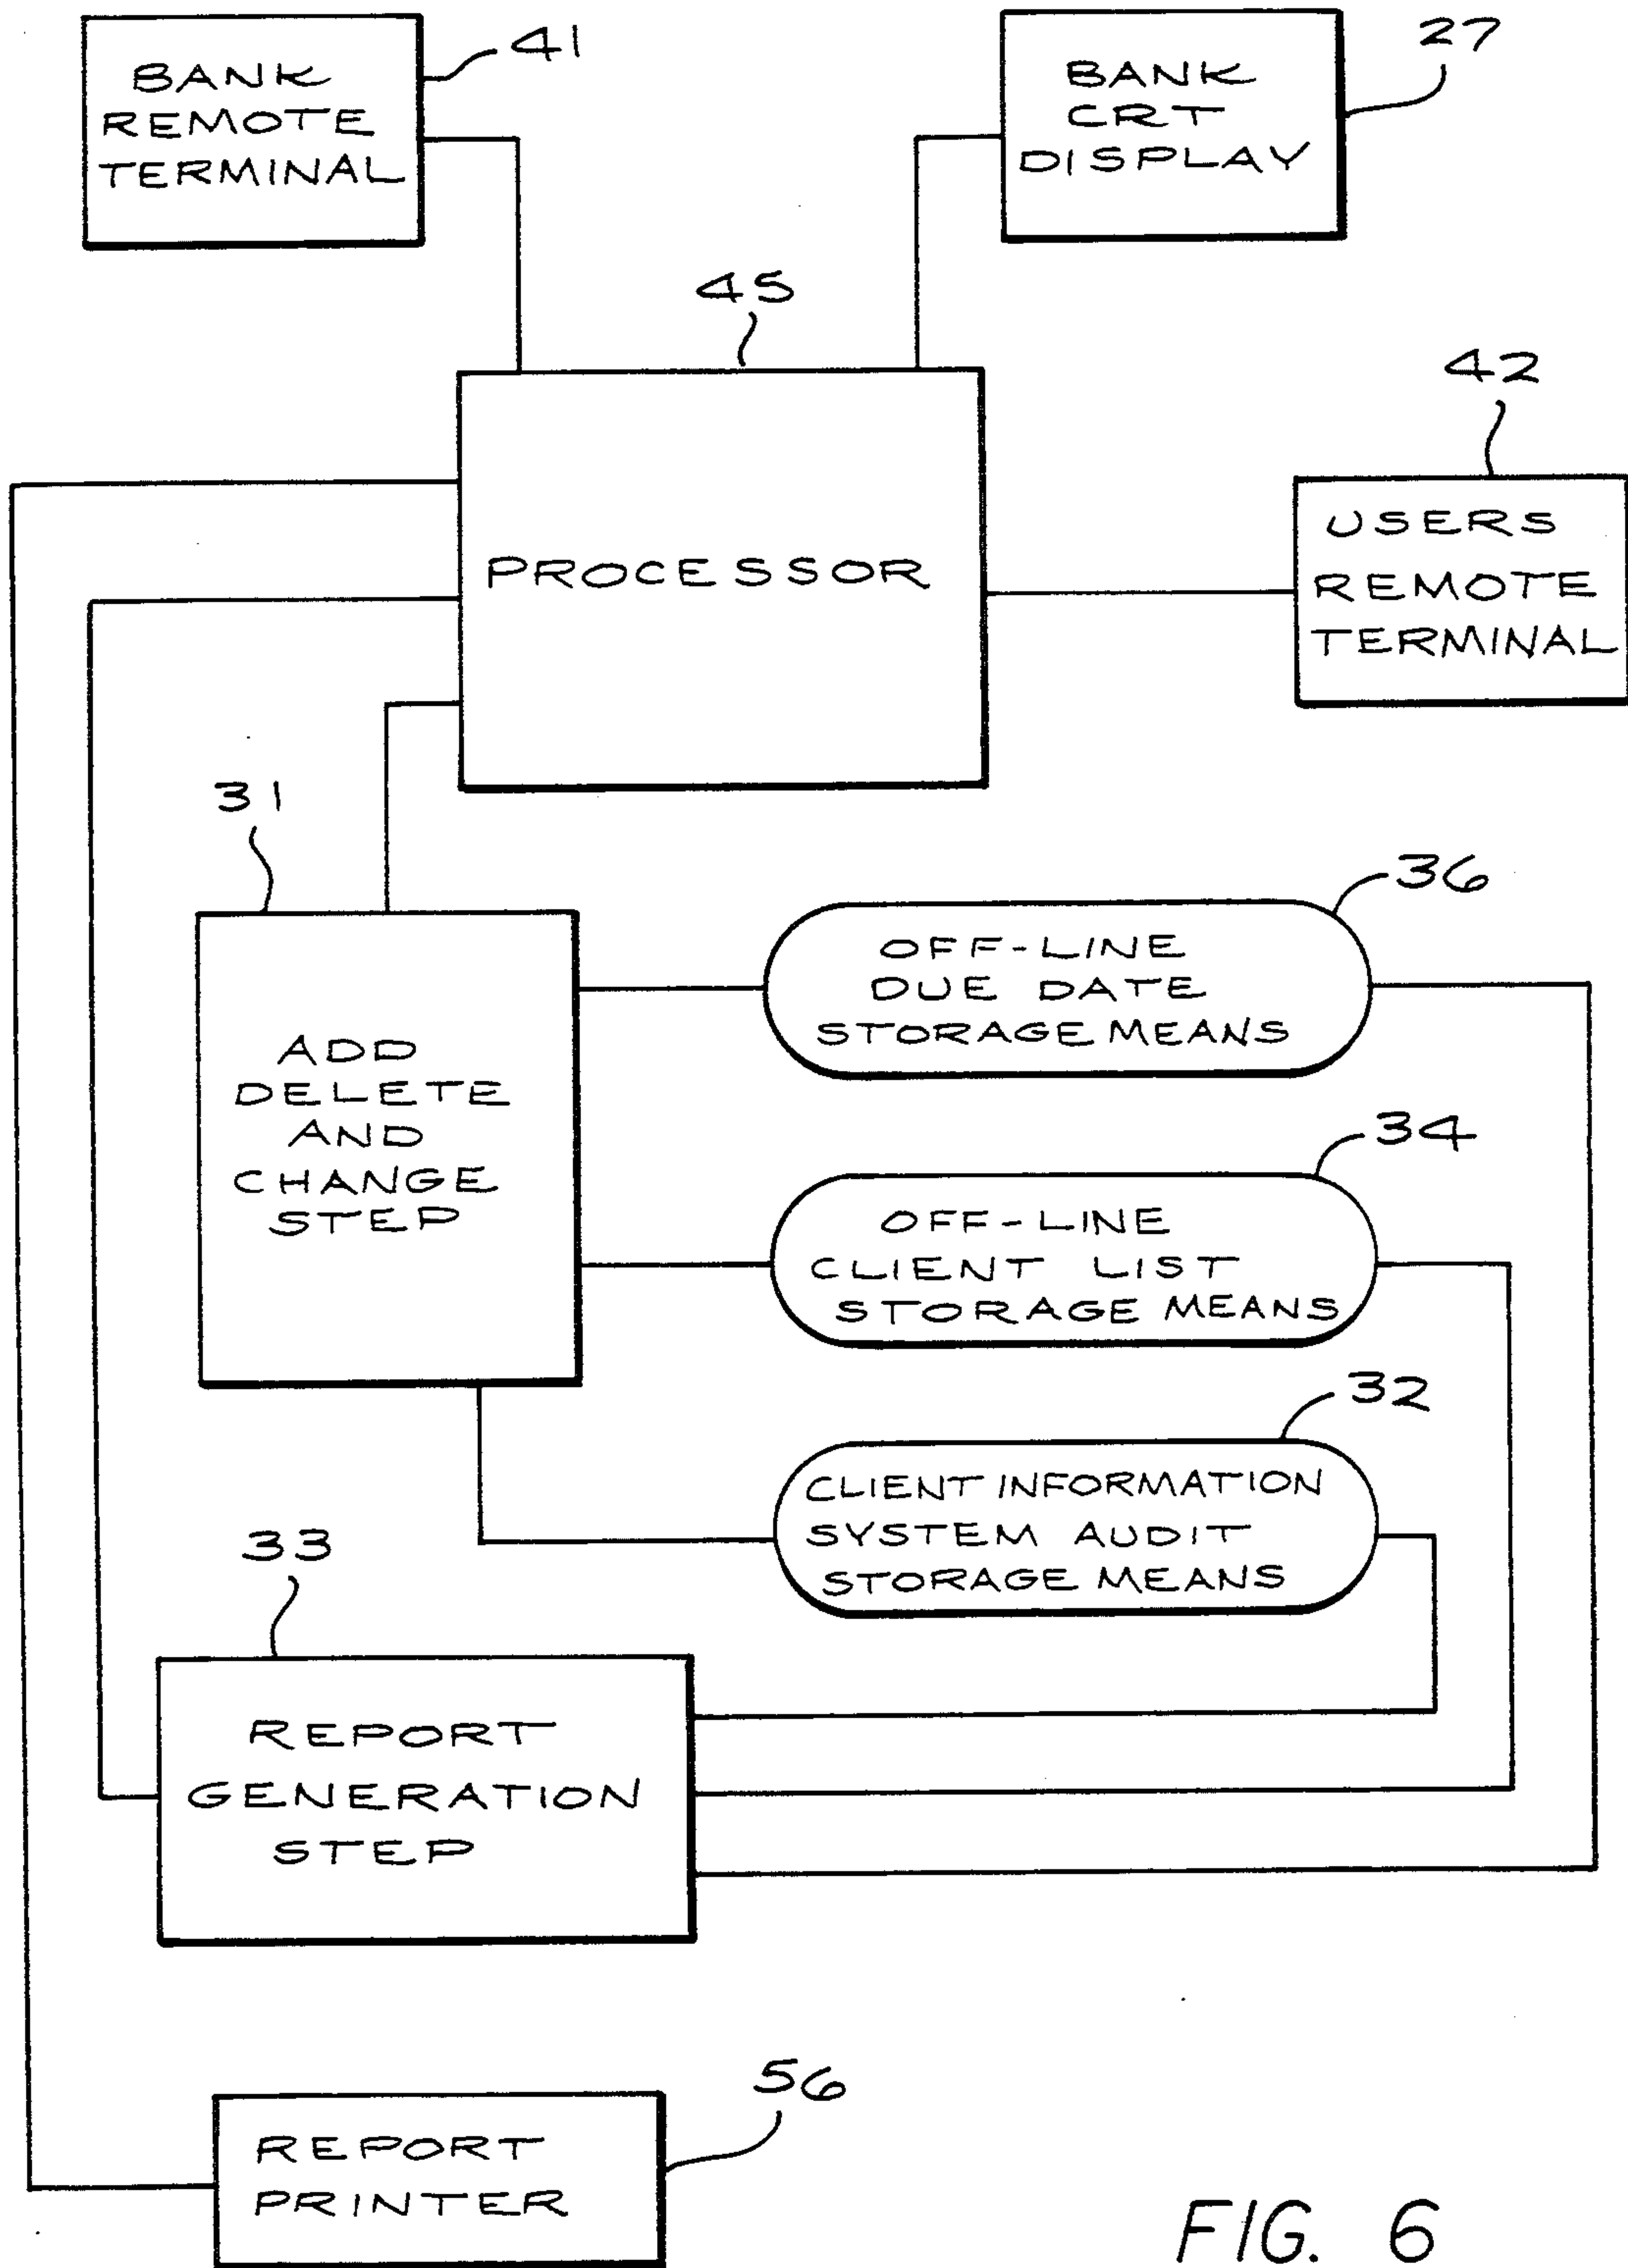 BANK
REMOTE
TERMINAL
41
BANK
CRT
DISPLAY
27
45
PROCESSOR
42
USERS
REMOTE
TERMINAL
31
ADD
DELETE
AND
CHANGE
STEP
36
OFF-LINE
DUE DATE
STORAGE MEANS
34
OFF-LINE
CLIENT LIST
STORAGE MEANS
32
CLIENT INFORMATION
SYSTEM AUDIT
STORAGE MEANS
33
REPORT
GENERATION
STEP
56
REPORT
PRINTER
FIG. 6